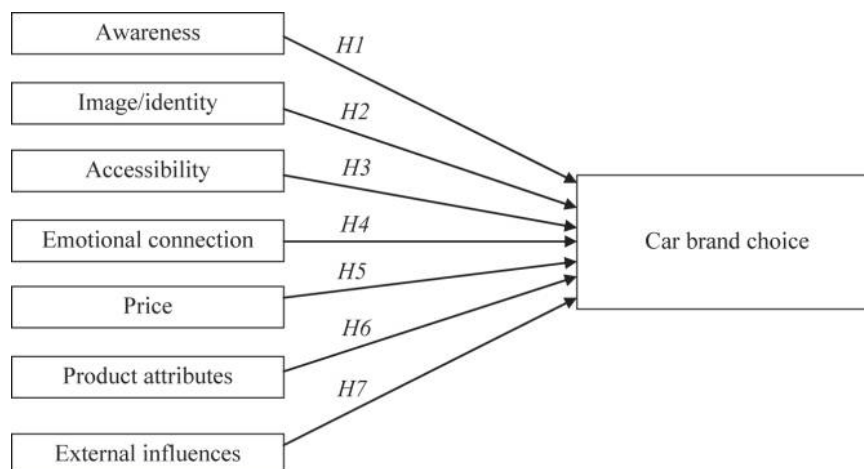 Awareness
H1
Image/identity
H2
Accessibility
H3
Emotional connection
H4
Car brand choice
Price
H5
Product attributes
H6
External influences
H7